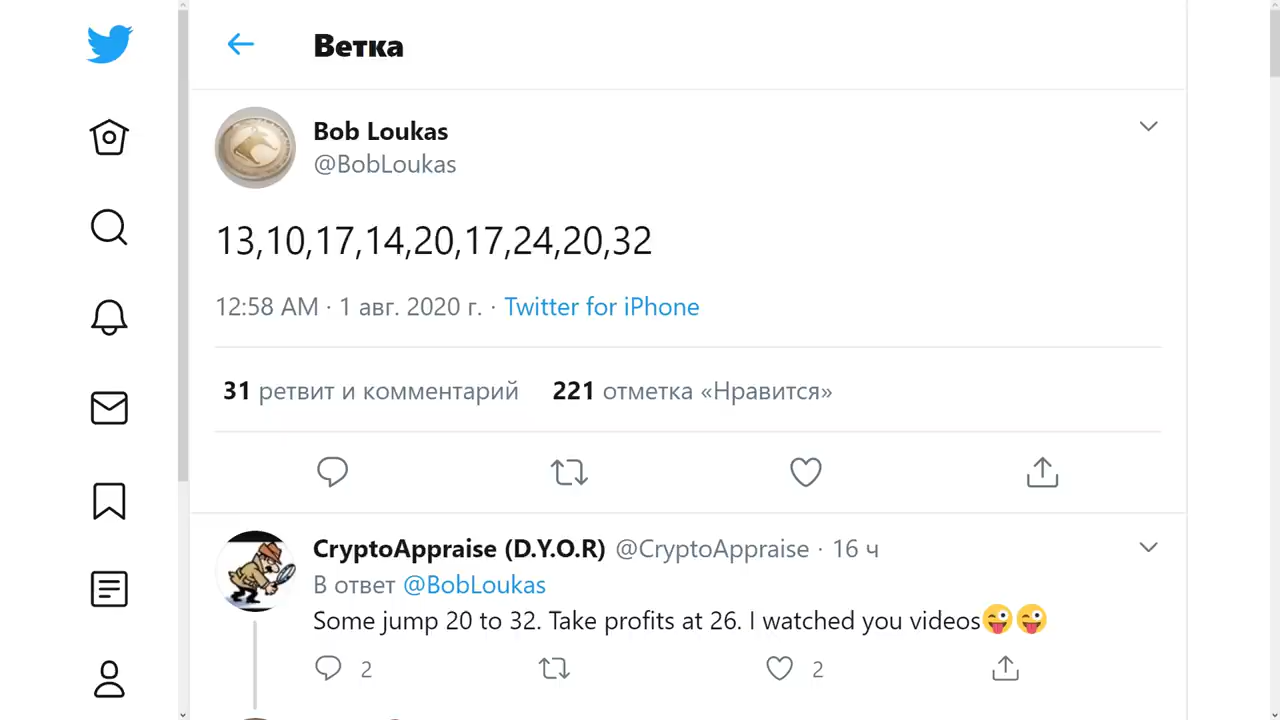 Ветка
Bob Loukas
@BobLoukas
13,10,17,14,20,17,24,20,32
12:58 AM · 1 авг. 2020 г. · Twitter for iPhone
31 ретвит и комментарий 221 отметка «Нравится»
CryptoAppraise (D.Y.O.R) @CryptoAppraise · 16 ч
В ответ @BobLoukas
Some jump 20 to 32. Take profits at 26. I watched you videos😜😜
2 2